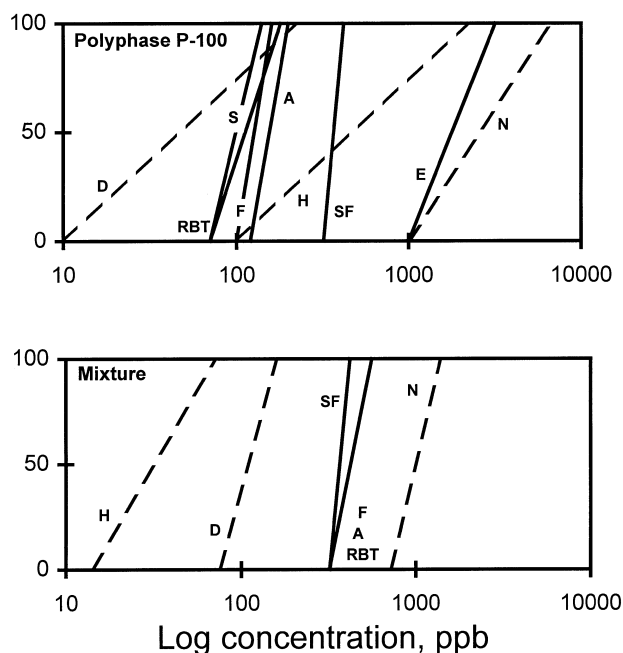 100
Polyphase P-100
S
A
50
N
D
E
RBT
F
H
SF
0
10
100
1000
10000
100
Mixture
SF
N
50
H
D
F
A
RBT
0
10
100
1000
10000
Log concentration, ppb